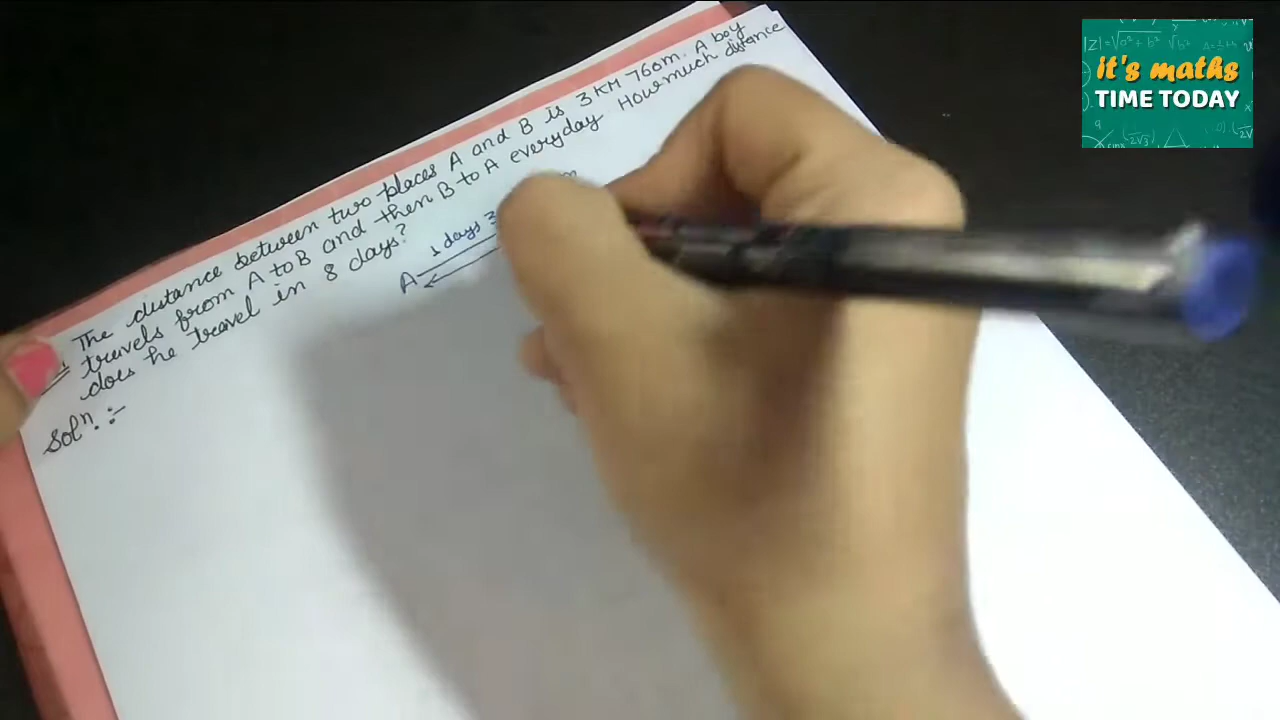 The distance between two places A and B is 3 KM 760m. A boy
travels from A to B and then B to A everyday How much distance
does he travel in 8 days?
Solⁿ. :-
A 1 days 3
it's maths
TIME TODAY